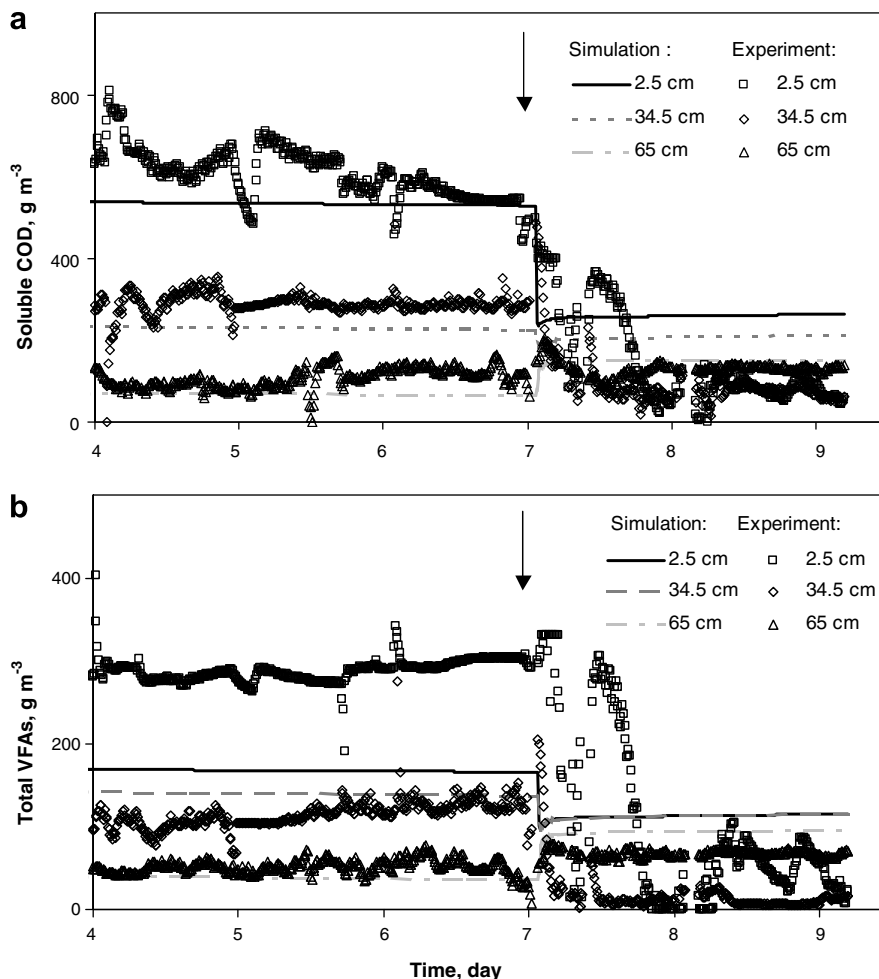 a
Simulation : Experiment:
2.5 cm 2.5 cm
34.5 cm 34.5 cm
65 cm 65 cm
Soluble COD, g m⁻³
800
400
0
4 5 6 7 8 9
b
Simulation: Experiment:
2.5 cm 2.5 cm
34.5 cm 34.5 cm
65 cm 65 cm
Total VFAs, g m⁻³
400
200
0
4 5 6 7 8 9
Time, day